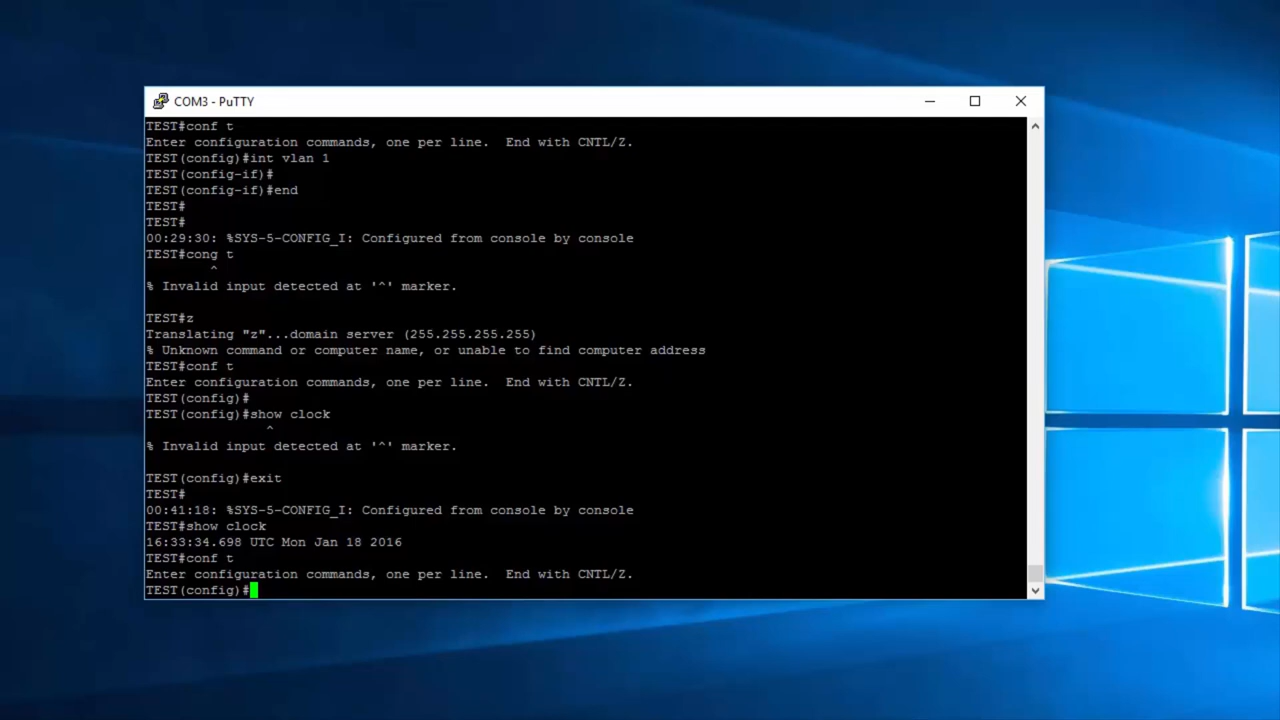 COM3 - PuTTY
TEST#conf t
Enter configuration commands, one per line.  End with CNTL/Z.
TEST(config)#int vlan 1
TEST(config-if)#
TEST(config-if)#end
TEST#
TEST#
00:29:30: %SYS-5-CONFIG_I: Configured from console by console
TEST#cong t
^
% Invalid input detected at '^' marker.
TEST#z
Translating "z"...domain server (255.255.255.255)
% Unknown command or computer name, or unable to find computer address
TEST#conf t
Enter configuration commands, one per line.  End with CNTL/Z.
TEST(config)#
TEST(config)#show clock
^
% Invalid input detected at '^' marker.
TEST(config)#exit
TEST#
00:41:18: %SYS-5-CONFIG_I: Configured from console by console
TEST#show clock
16:33:34.698 UTC Mon Jan 18 2016
TEST#conf t
Enter configuration commands, one per line.  End with CNTL/Z.
TEST(config)#